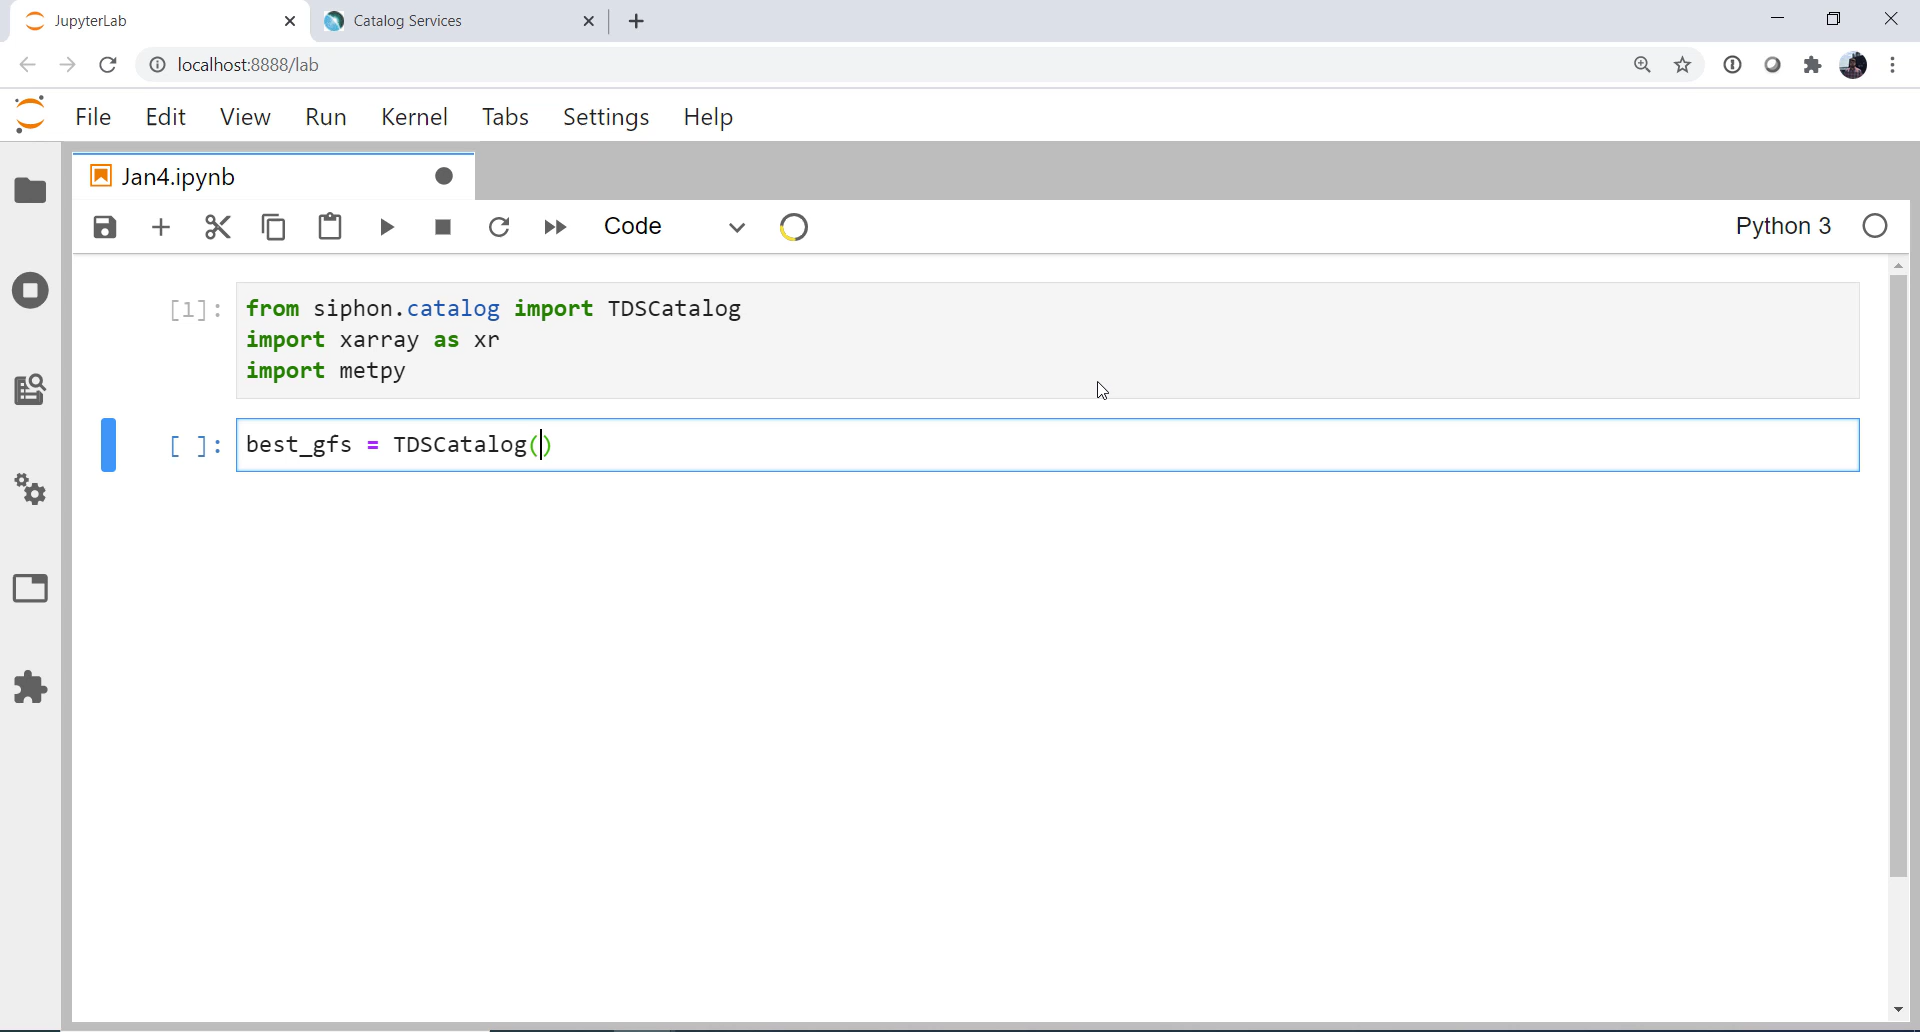 JupyterLab
Catalog Services
localhost:8888/lab
File Edit View Run Kernel Tabs Settings Help
Jan4.ipynb
Code
Python 3
[1]:
from siphon.catalog import TDSCatalog
import xarray as xr
import metpy
[ ]:
best_gfs = TDSCatalog()